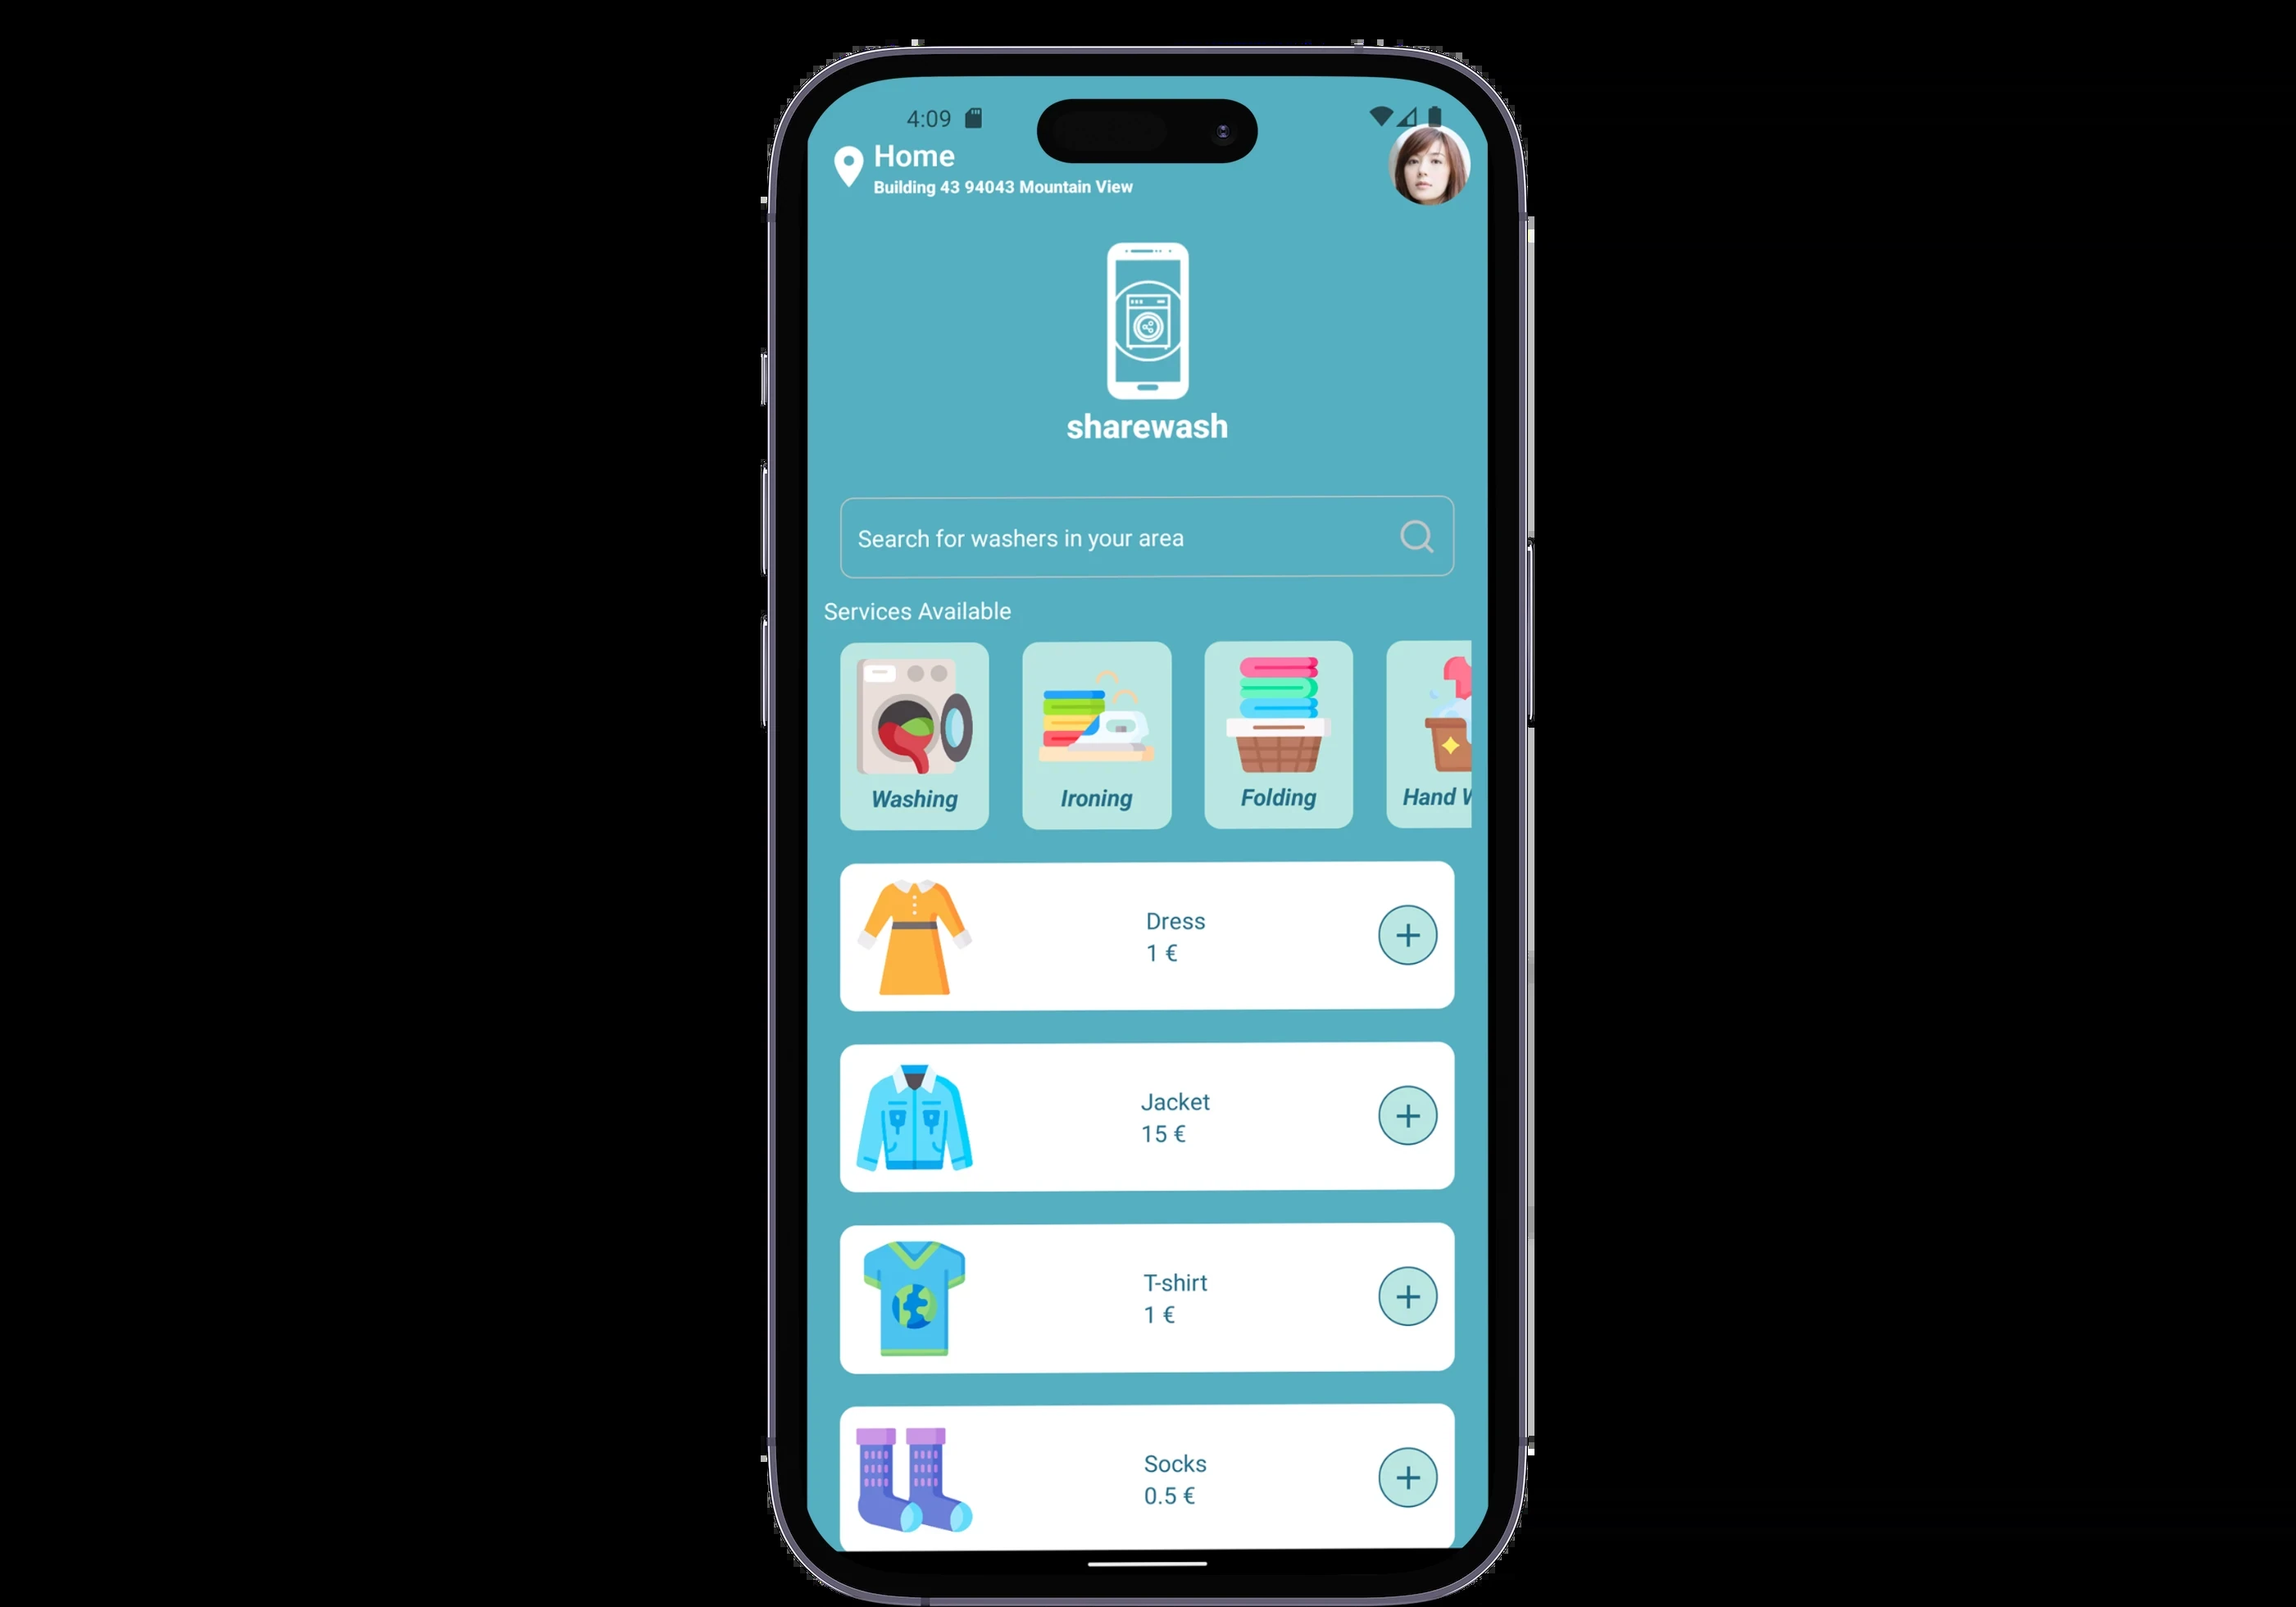 4:09
Home
Building 43 94043 Mountain View
sharewash
Search for washers in your area
Services Available
Washing
Ironing
Folding
Hand
Dress
1 €
Jacket
15 €
T-shirt
1 €
Socks
0.5 €